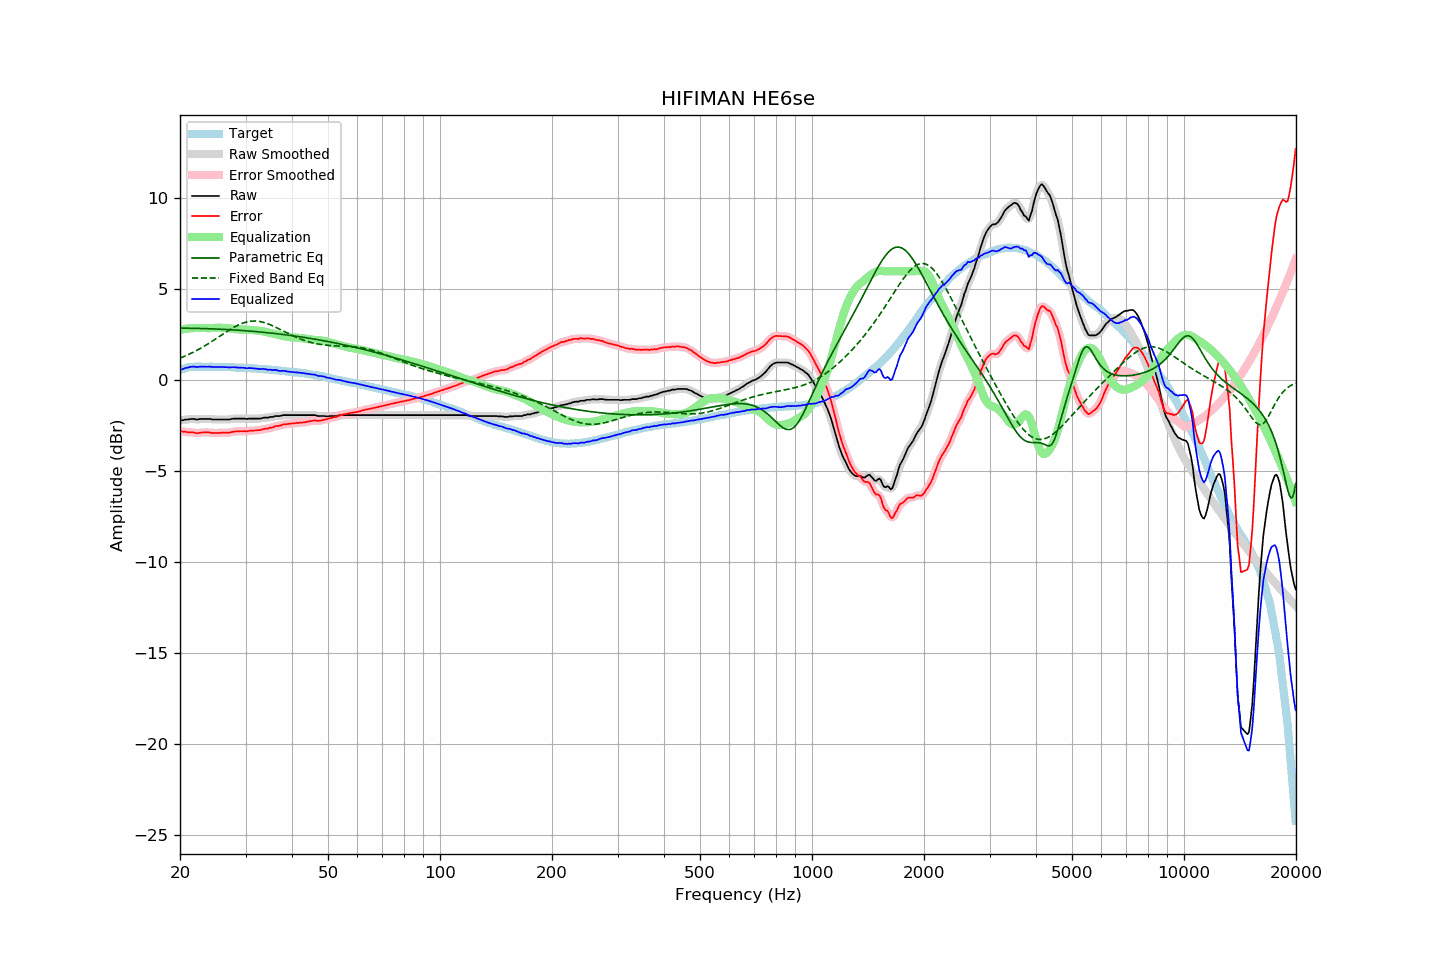 HIFIMAN HE6se
Target
Raw Smoothed
Error Smoothed
Raw
Error
Equalization
Parametric Eq
Fixed Band Eq
Equalized
10
5
0
−5
−10
−15
−20
−25
Amplitude (dBr)
20 50 100 200 500 1000 2000 5000 10000 20000
Frequency (Hz)